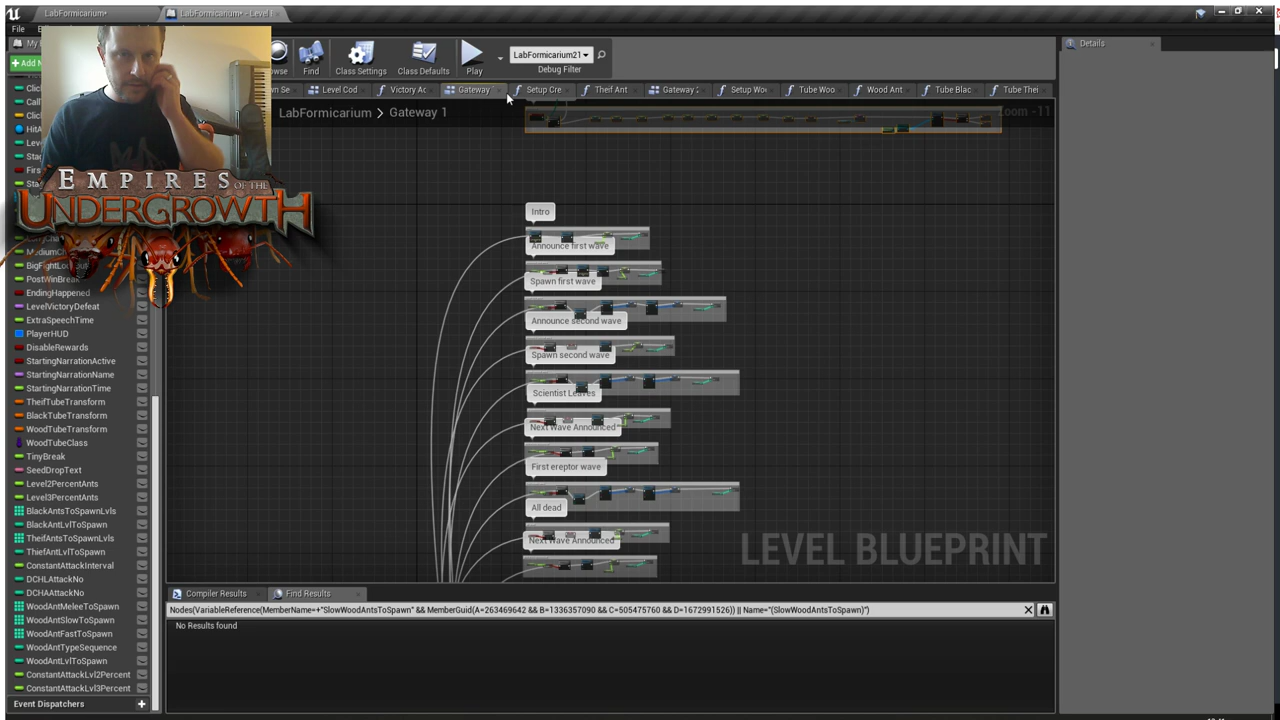 LabFormicarium*
LabFormicarium* - Level
File
My
Add N
Browse
Find
Class Settings
Class Defaults
Play
LabFormicarium21
Debug Filter
Details
Level Cod
Victory Ac
Gateway
Setup Cre
Theif Ant
Gateway
Setup Woo
Tube Woo
Wood Ant
Tube Blac
Tube Thei
LabFormicarium > Gateway 1
Zoom -11
EMPIRES OF THE
UNDERGROWTH
Intro
Announce first wave
Spawn first wave
Announce second wave
Spawn second wave
Scientist Leaves
Next Wave Announced
First ereptor wave
All dead
Next Wave Announced
LEVEL BLUEPRINT
BigFightLoc
PostWinBreak
EndingHappened
LevelVictoryDefeat
ExtraSpeechTime
PlayerHUD
DisableRewards
StartingNarrationActive
StartingNarrationName
StartingNarrationTime
TheifTubeTransform
BlackTubeTransform
WoodTubeTransform
WoodTubeClass
TinyBreak
SeedDropText
Level2PercentAnts
Level3PercentAnts
BlackAntsToSpawnLvls
BlackAntLvlToSpawn
TheifAntsToSpawnLvls
ThiefAntLvlToSpawn
ConstantAttackInterval
DCHLAttackNo
DCHAAttackNo
WoodAntMeleeToSpawn
WoodAntSlowToSpawn
WoodAntFastToSpawn
WoodAntTypeSequence
WoodAntLvlToSpawn
ConstantAttackLvl2Percent
ConstantAttackLvl3Percent
Event Dispatchers
Compiler Results
Find Results
Nodes(VariableReference(MemberName=+"SlowWoodAntsToSpawn" && MemberGuid(A=263469642 && B=1336357090 && C=505475760 && D=1672991526)) || Name="(SlowWoodAntsToSpawn)")
No Results found